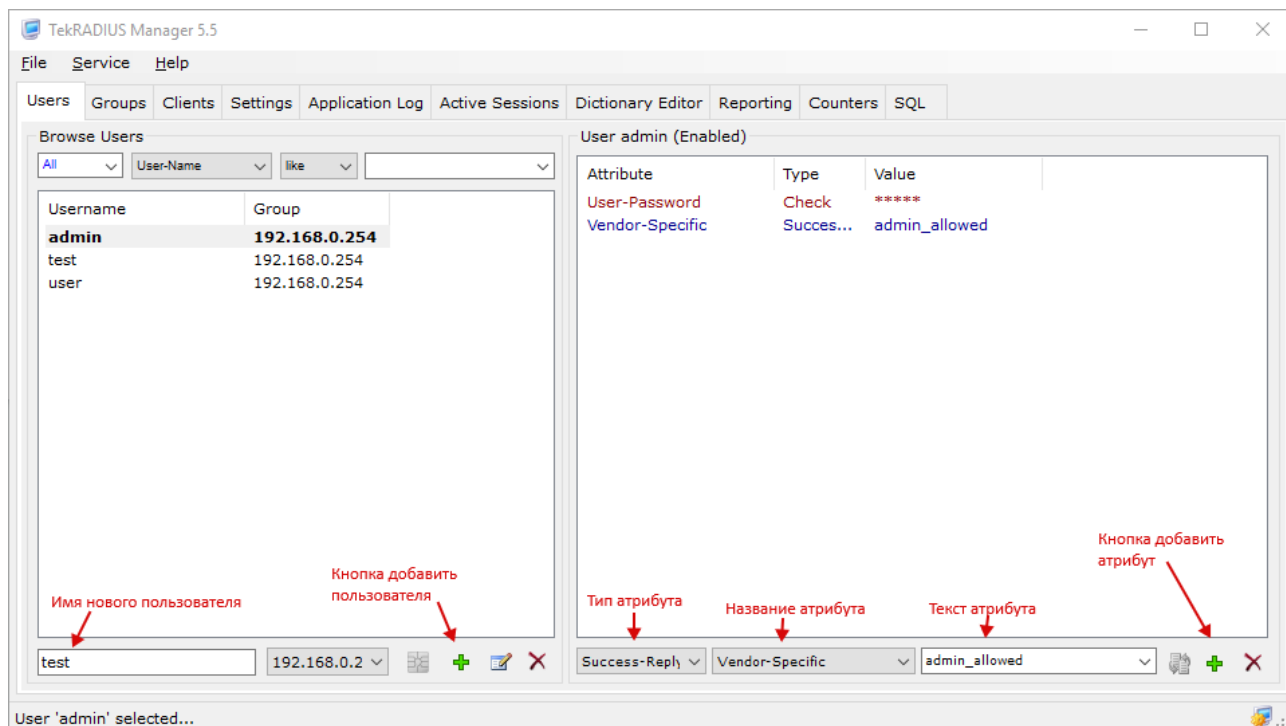 TekRADIUS Manager 5.5
File Service Help
Users Groups Clients Settings Application Log Active Sessions Dictionary Editor Reporting Counters SQL
Browse Users
All User-Name like
Username Group
admin 192.168.0.254
test 192.168.0.254
user 192.168.0.254
Имя нового пользователя
Кнопка добавить
пользователя
test 192.168.0.2
User admin (Enabled)
Attribute Type Value
User-Password Check *****
Vendor-Specific Succes... admin_allowed
Кнопка добавить
атрибут
Тип атрибута Название атрибута Текст атрибута
Success-Reply Vendor-Specific admin_allowed
User 'admin' selected...